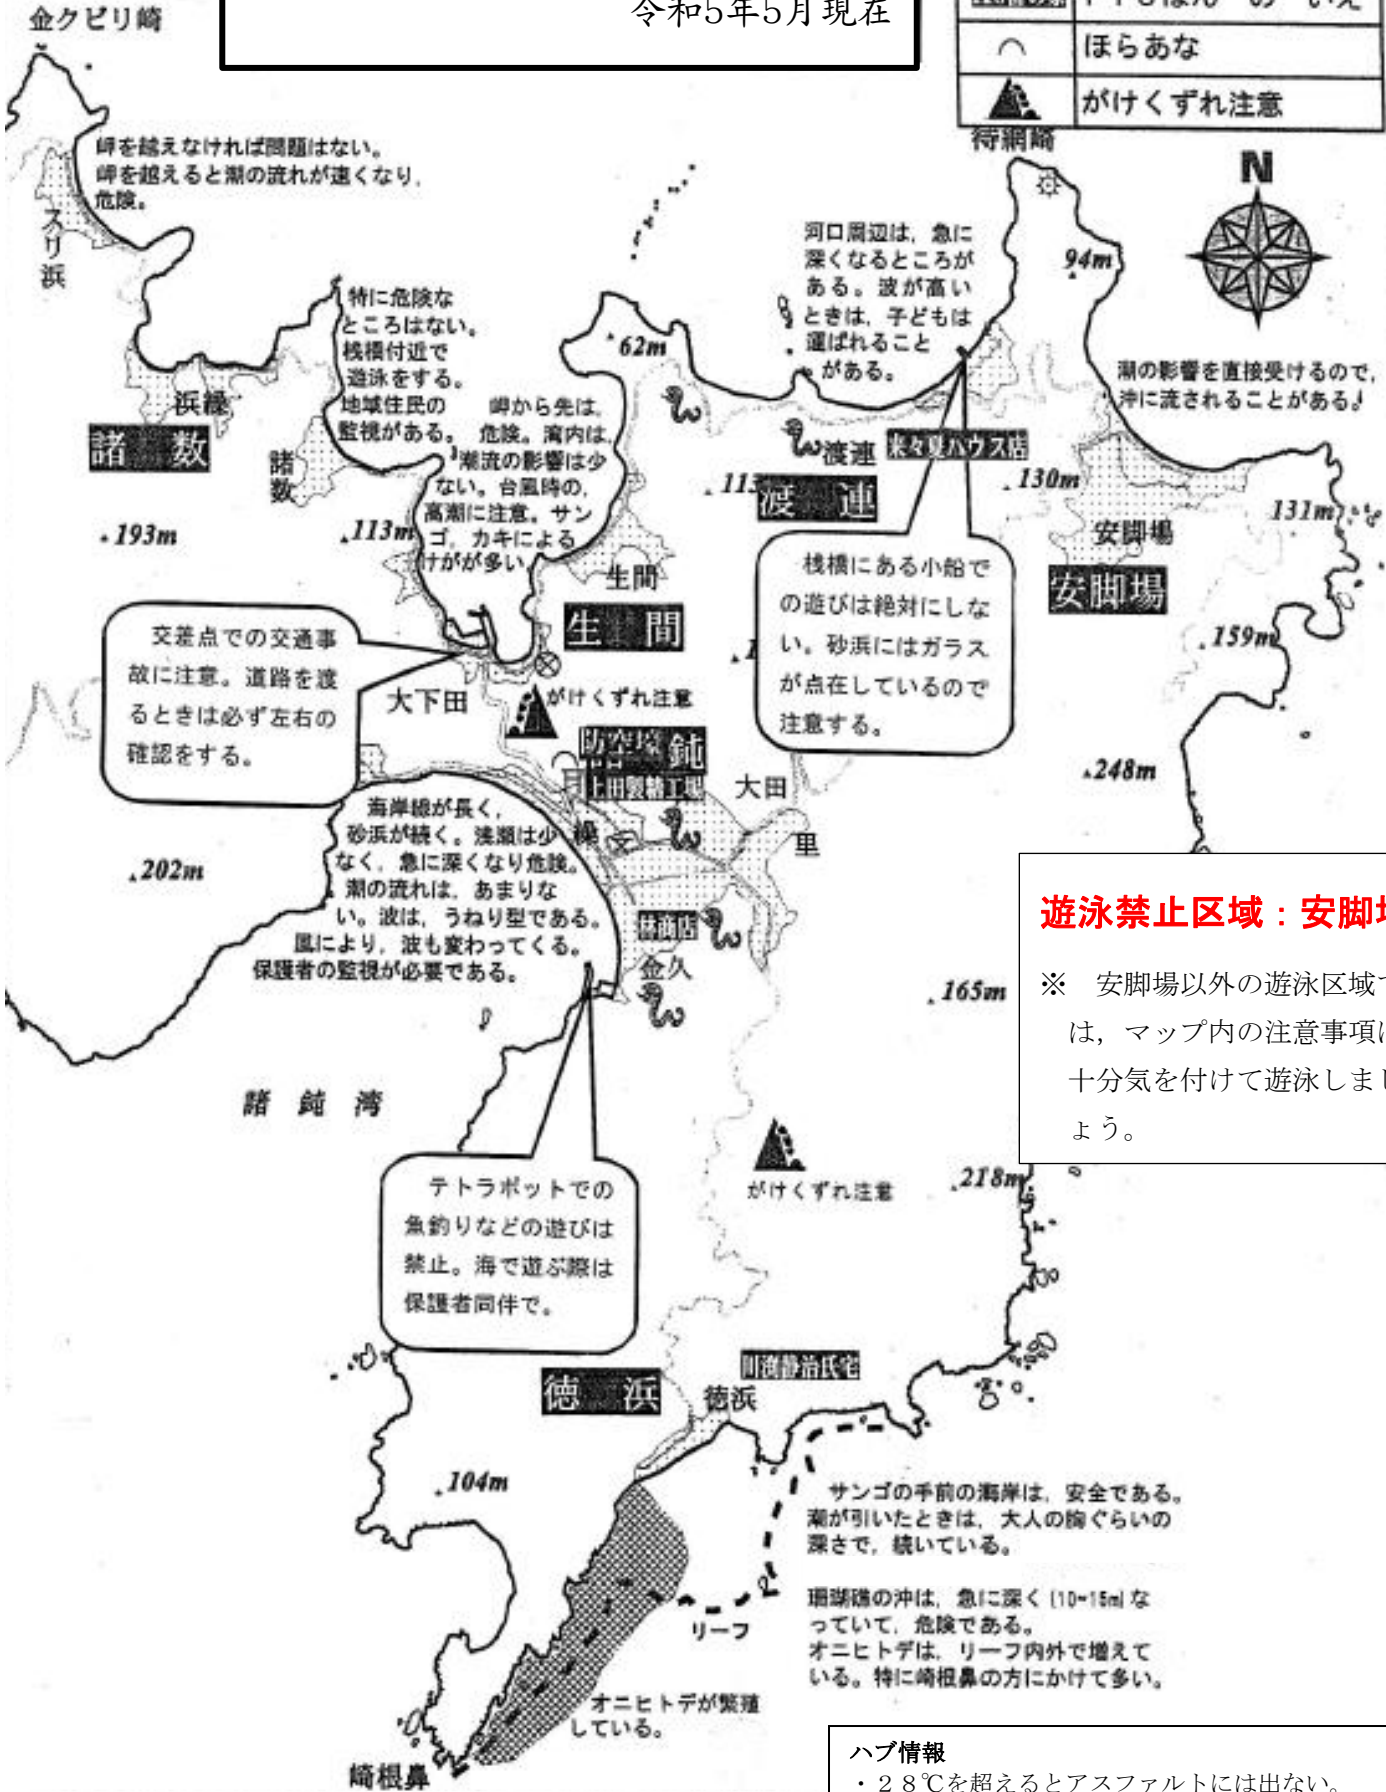 令和5年5月現在
金クビリ崎
110ばん の いえ
ほらあな
がけくずれ注意
待網崎
N
岬を越えなければ問題はない。
岬を越えると潮の流れが速くなり，
危険。
スリ浜
河口周辺は，急に
深くなるところが
ある。波が高い
ときは，子どもは
運ばれること
がある。
94m
特に危険な
ところはない。
桟橋付近で
遊泳をする。
地域住民の
監視がある。
62m
潮の影響を直接受けるので，
沖に流されることがある。
浜繰
諸 数
諸数
岬から先は，
危険。湾内は，
潮流の影響は少
ない。台風時の，
高潮に注意。サン
ゴ，カキによる
けがが多い。
渡連
来々夏ハウス店
渡 連
113
130m
131m
193m
113m
安脚場
安脚場
生間
生 間
159m
桟橋にある小船で
の遊びは絶対にしな
い。砂浜にはガラス
が点在しているので
注意する。
交差点での交通事
故に注意。道路を渡
るときは必ず左右の
確認をする。
大下田
がけくずれ注意
防空壕
鈍
上田製糖工場
大田
里
248m
202m
海岸線が長く，
砂浜が続く。浅瀬は少
なく，急に深くなり危険。
潮の流れは，あまりな
い。波は，うねり型である。
風により，波も変わってくる。
保護者の監視が必要である。
林商店
金久
165m
遊泳禁止区域：安脚場
※ 安脚場以外の遊泳区域で
は，マップ内の注意事項に
十分気を付けて遊泳しまし
ょう。
諸 鈍 湾
がけくずれ注意
218m
テトラポットでの
魚釣りなどの遊びは
禁止。海で遊ぶ際は
保護者同伴で。
徳 浜
徳浜
104m
サンゴの手前の海岸は，安全である。
潮が引いたときは，大人の胸ぐらいの
深さで，続いている。
珊瑚礁の沖は，急に深く(10~15m)な
っていて，危険である。
オニヒトデは，リーフ内外で増えて
いる。特に崎根鼻の方にかけて多い。
リーフ
オニヒトデが繁殖
している。
崎根鼻
ハブ情報
・２８℃を超えるとアスファルトには出ない。